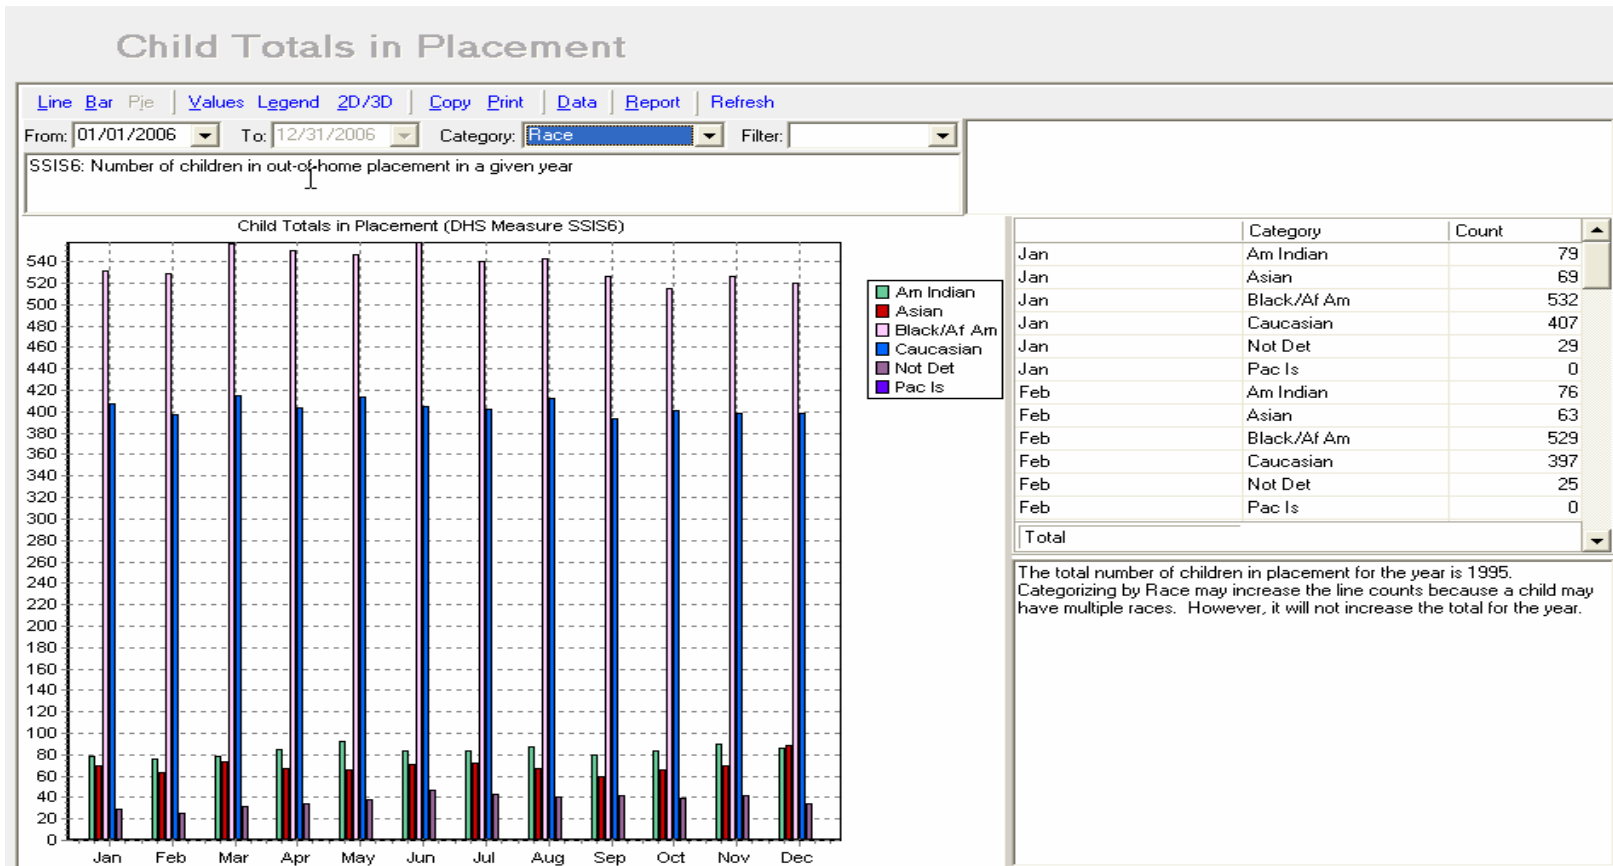 Child Totals in Placement
Line Bar Pie Values Legend 2D/3D Copy Print Data Report Refresh
From: 01/01/2006 To: 12/31/2006 Category: Race Filter:
SSIS6: Number of children in out-of-home placement in a given year
Child Totals in Placement (DHS Measure SSIS6)
540
520
500
480
460
440
420
400
380
360
340
320
300
280
260
240
220
200
180
160
140
120
100
80
60
40
20
0
Jan Feb Mar Apr May Jun Jul Aug Sep Oct Nov Dec
Am Indian
Asian
Black/Af Am
Caucasian
Not Det
Pac Is
Category Count
Jan Am Indian 79
Jan Asian 69
Jan Black/Af Am 532
Jan Caucasian 407
Jan Not Det 29
Jan Pac Is 0
Feb Am Indian 76
Feb Asian 63
Feb Black/Af Am 529
Feb Caucasian 397
Feb Not Det 25
Feb Pac Is 0
Total
The total number of children in placement for the year is 1995.
Categorizing by Race may increase the line counts because a child may
have multiple races. However, it will not increase the total for the year.